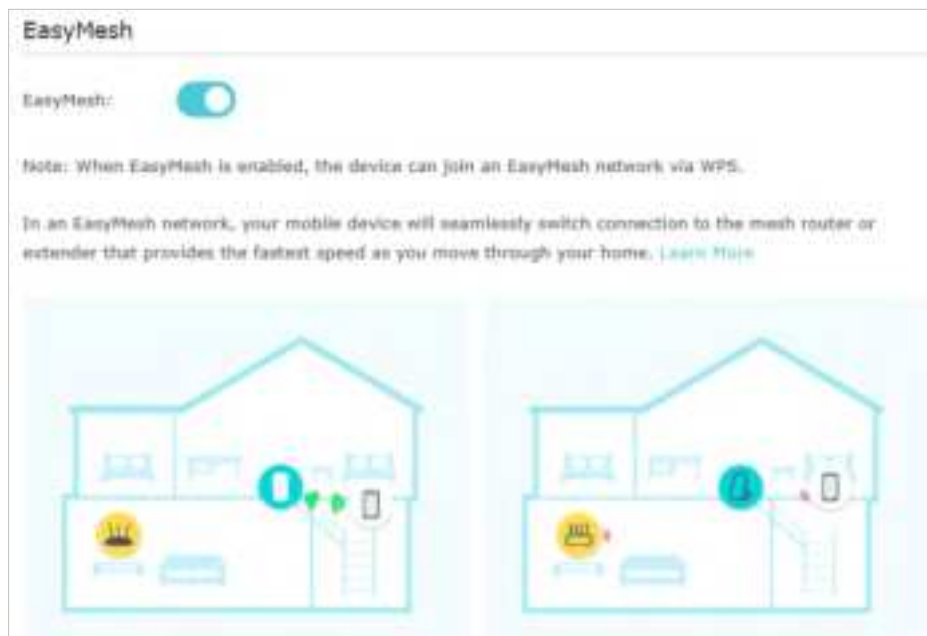 EasyMesh
EasyMesh:
Note: When EasyMesh is enabled, the device can join an EasyMesh network via WPS.
In an EasyMesh network, your mobile device will seamlessly switch connection to the mesh router or
extender that provides the fastest speed as you move through your home. Learn More